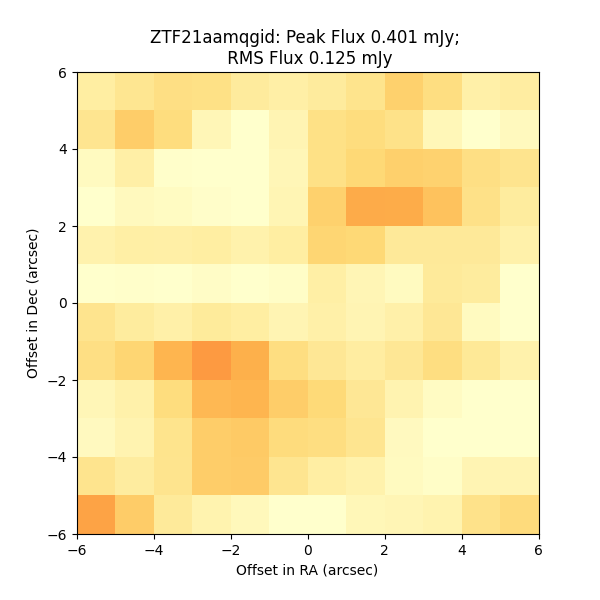 ZTF21aamqgid: Peak Flux 0.401 mJy;
RMS Flux 0.125 mJy
6
4
2
0
−2
−4
−6
Offset in Dec (arcsec)
−6 −4 −2 0 2 4 6
Offset in RA (arcsec)